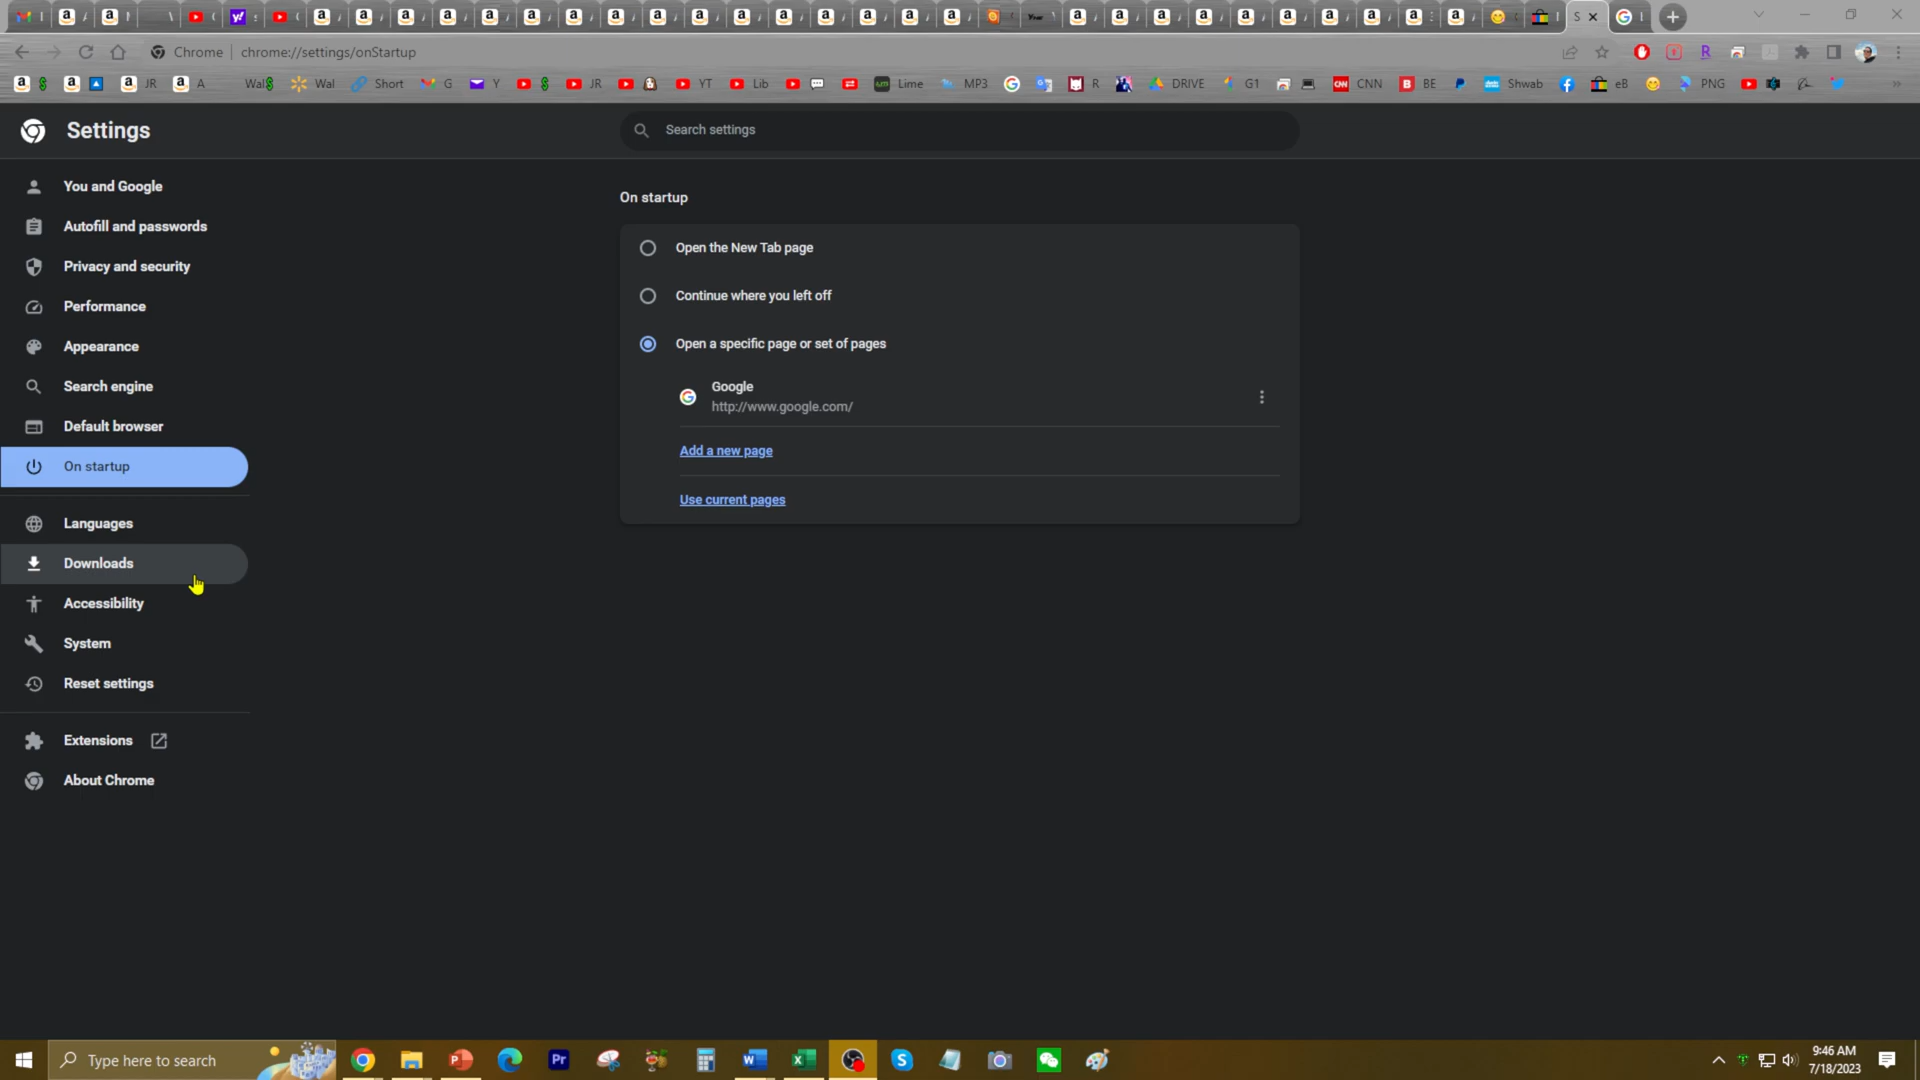 Chrome
chrome://settings/onStartup
JR
A
Wal$
Wal
Short
G
Y
JR
YT
Lib
Lime
MP3
R
DRIVE
G1
CNN
BE
Shwab
eB
PNG
Settings
Search settings
You and Google
Autofill and passwords
Privacy and security
Performance
Appearance
Search engine
Default browser
On startup
Languages
Downloads
Accessibility
System
Reset settings
Extensions
About Chrome
On startup
Open the New Tab page
Continue where you left off
Open a specific page or set of pages
Google
http://www.google.com/
Add a new page
Use current pages
Type here to search
9:46 AM
7/18/2023